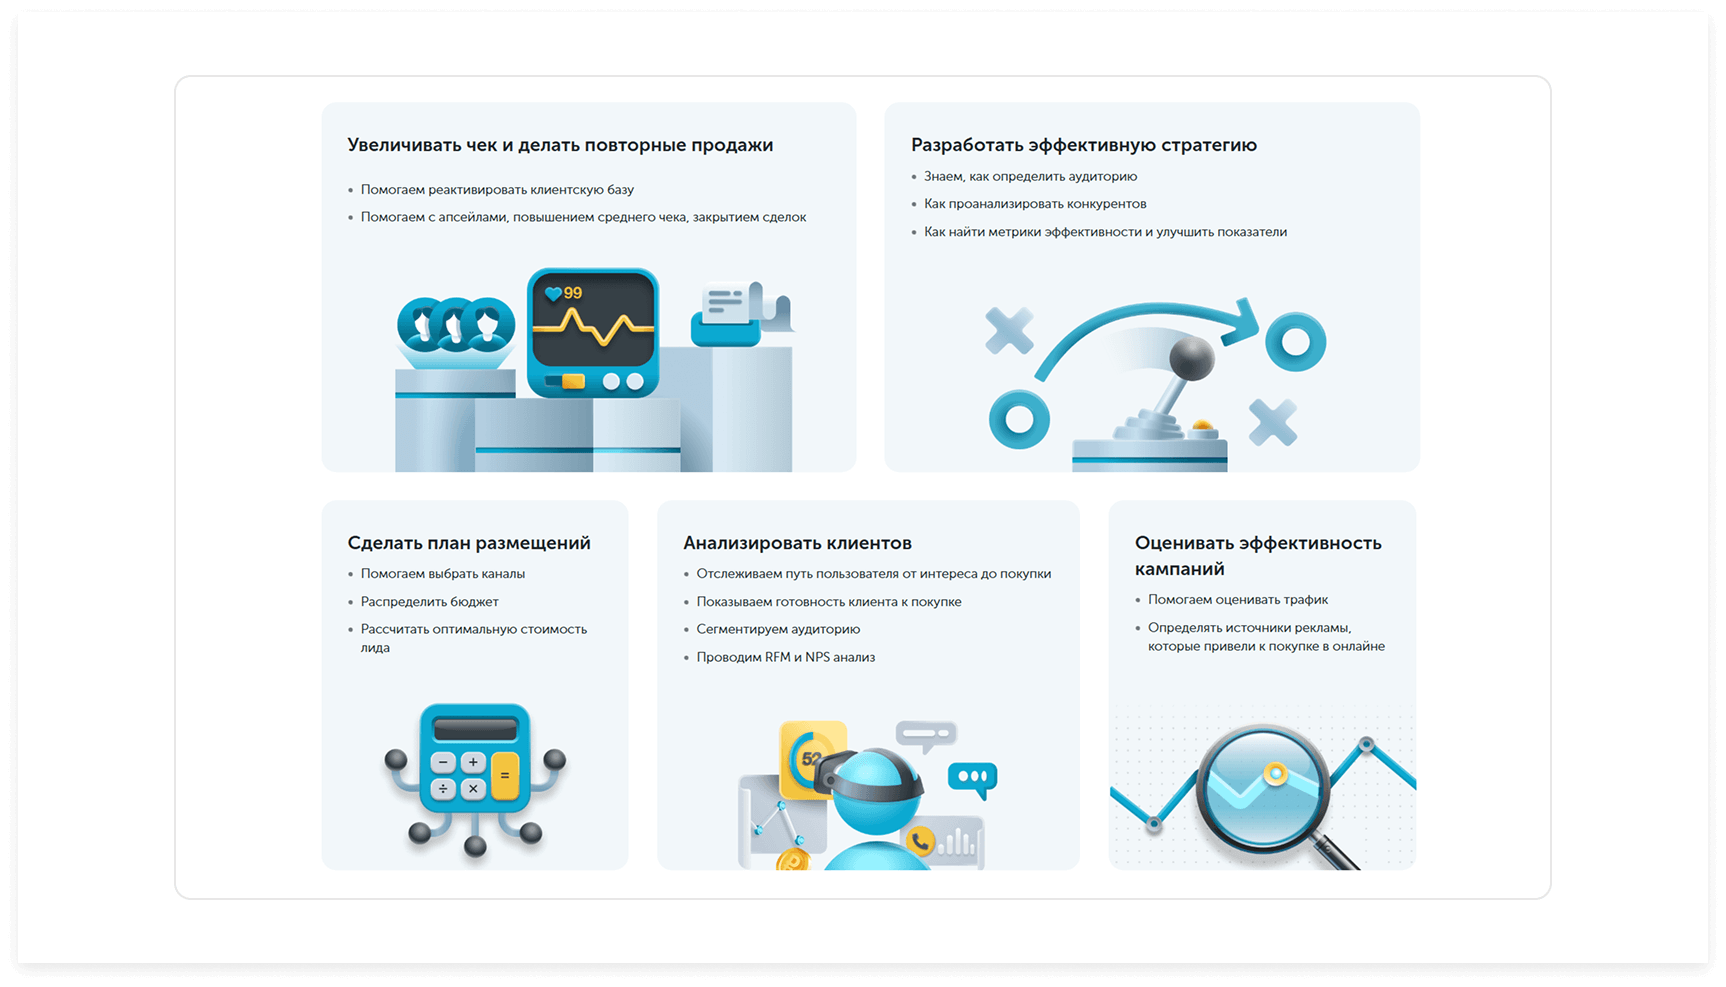 Увеличивать чек и делать повторные продажи
Помогаем реактивировать клиентскую базу
Помогаем с апсейлами, повышением среднего чека, закрытием сделок
99
Разработать эффективную стратегию
Знаем, как определить аудиторию
Как проанализировать конкурентов
Как найти метрики эффективности и улучшить показатели
Сделать план размещений
Помогаем выбрать каналы
Распределить бюджет
Рассчитать оптимальную стоимость
лида
− +
=
÷ ×
Анализировать клиентов
Отслеживаем путь пользователя от интереса до покупки
Показываем готовность клиента к покупке
Сегментируем аудиторию
Проводим RFM и NPS анализ
52
Оценивать эффективность
кампаний
Помогаем оценивать трафик
Определять источники рекламы,
которые привели к покупке в онлайне